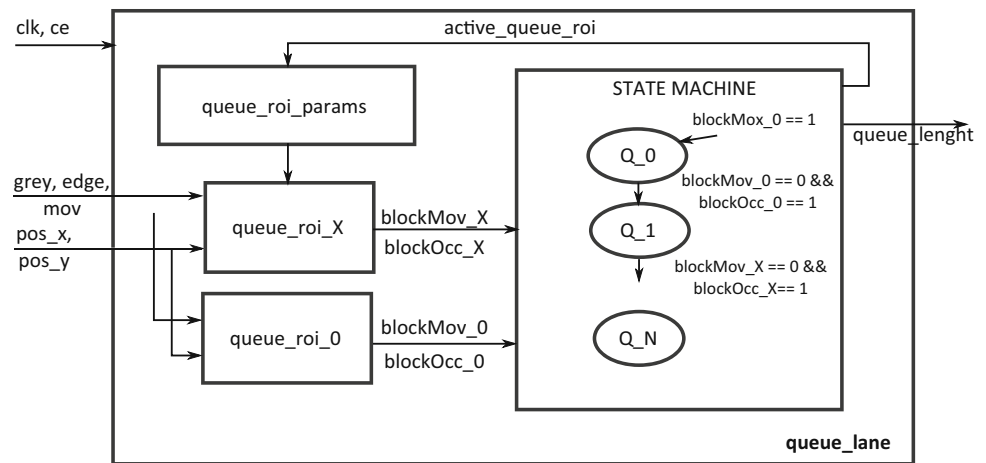 clk, ce
active_queue_roi
queue_roi_params
STATE MACHINE
blockMox_0 == 1
queue_lenght
Q_0
grey, edge,
mov
blockMov_0 == 0 &&
blockOcc_0 == 1
queue_roi_X
blockMov_X
blockOcc_X
Q_1
pos_x,
pos_y
blockMov_X == 0 &&
blockOcc_X== 1
queue_roi_0
blockMov_0
blockOcc_0
Q_N
queue_lane